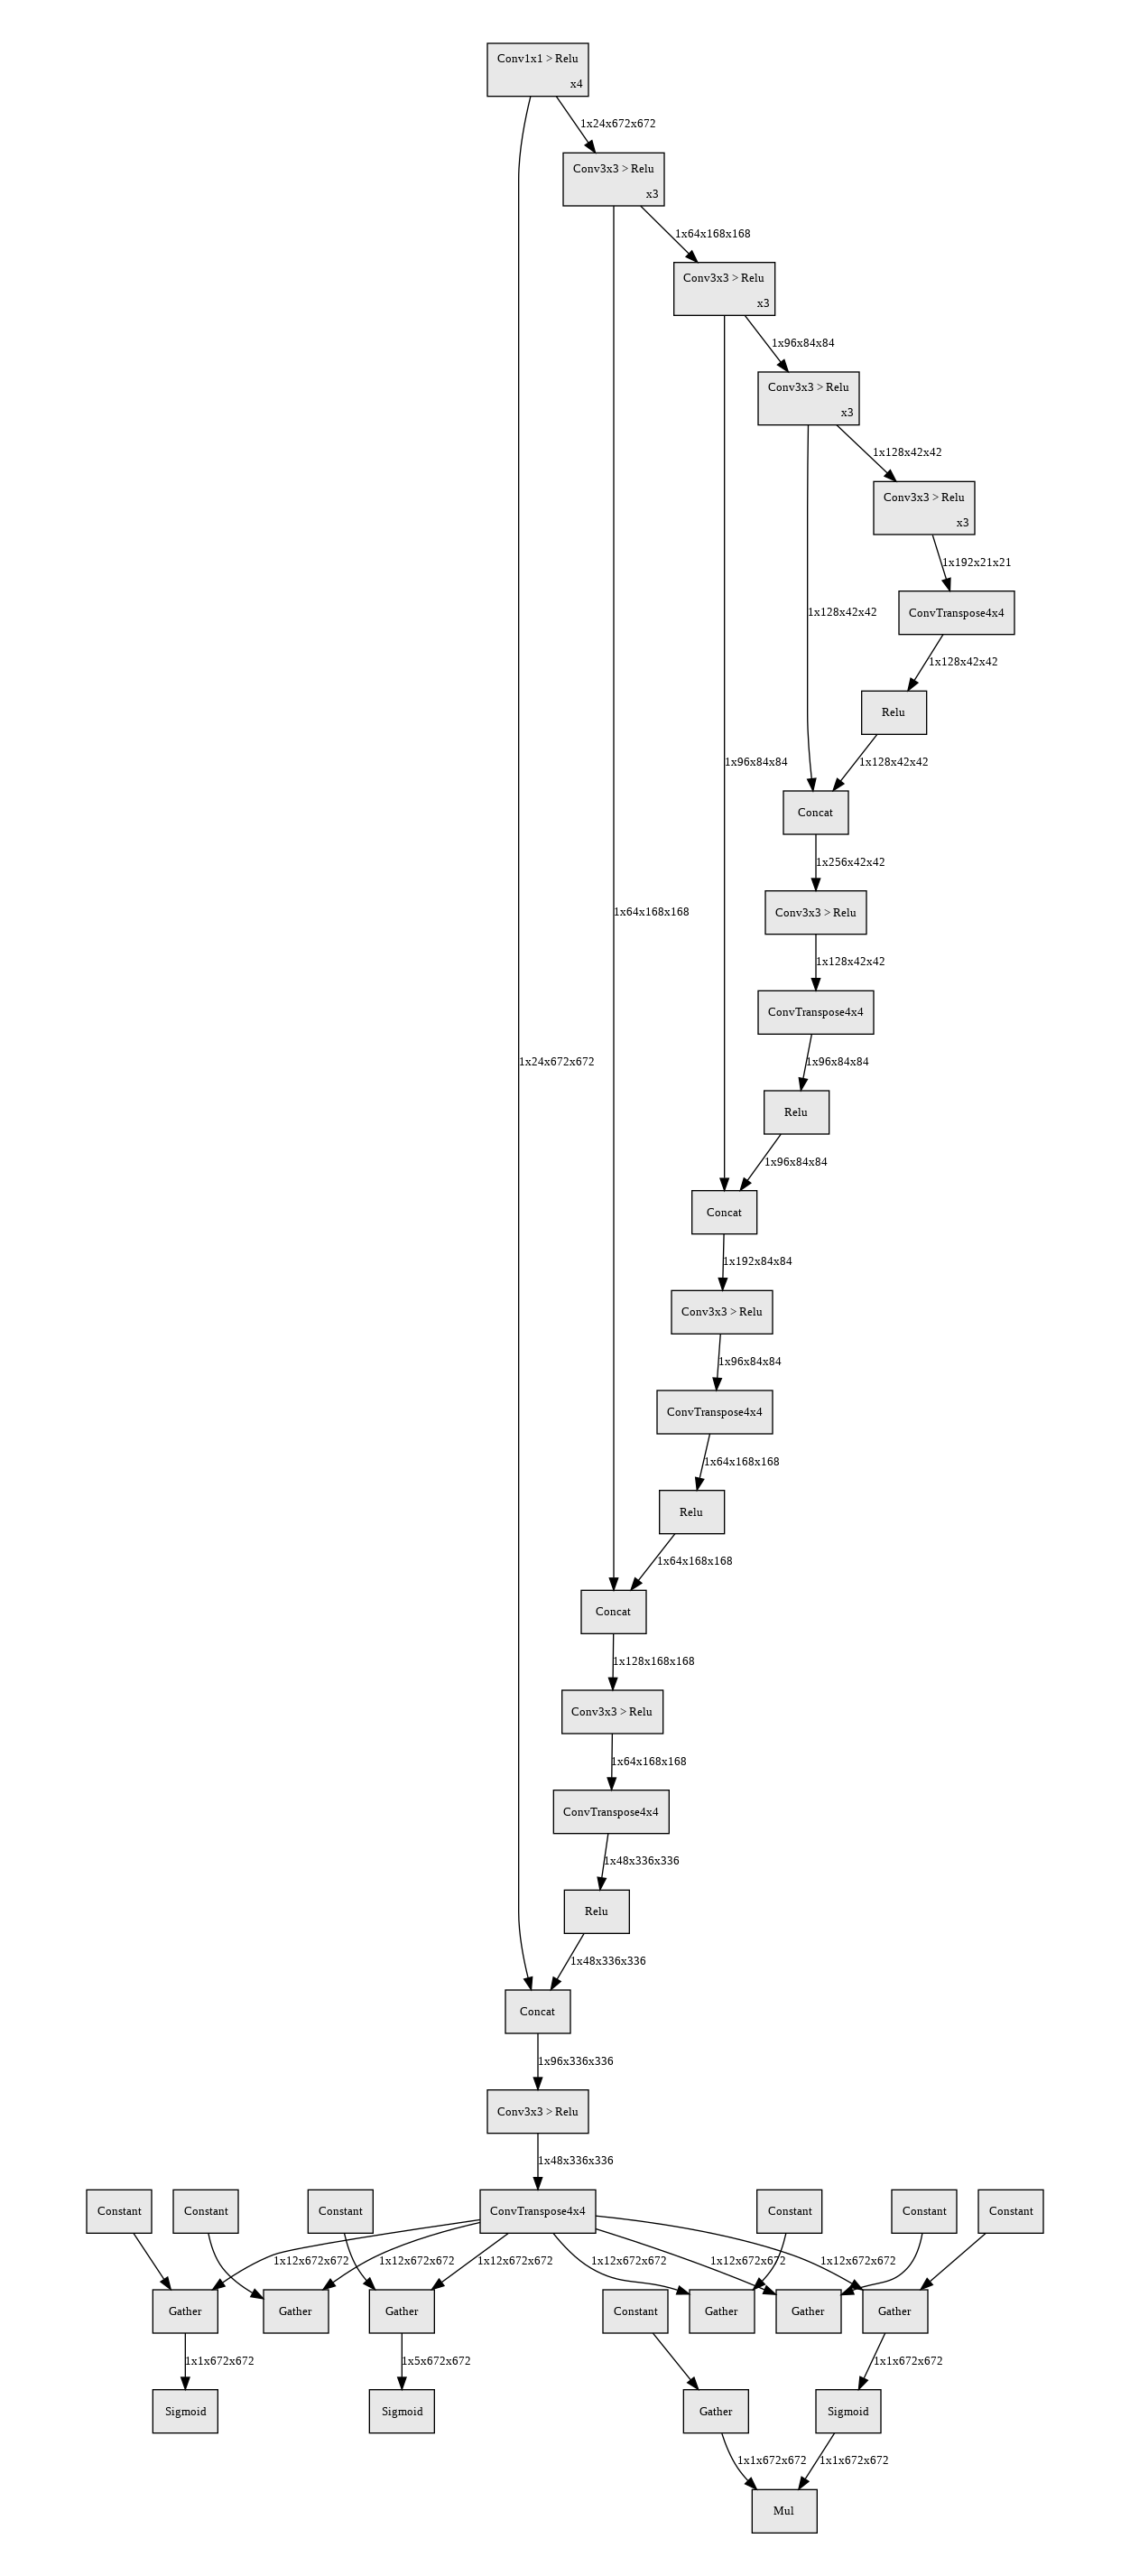 Conv1x1 > Relu
x4
1x24x672x672
Conv3x3 > Relu
x3
1x64x168x168
Conv3x3 > Relu
x3
1x96x84x84
Conv3x3 > Relu
x3
1x128x42x42
Conv3x3 > Relu
x3
1x192x21x21
1x128x42x42
ConvTranspose4x4
1x128x42x42
Relu
1x96x84x84
1x128x42x42
Concat
1x256x42x42
1x64x168x168
Conv3x3 > Relu
1x128x42x42
ConvTranspose4x4
1x24x672x672
1x96x84x84
Relu
1x96x84x84
Concat
1x192x84x84
Conv3x3 > Relu
1x96x84x84
ConvTranspose4x4
1x64x168x168
Relu
1x64x168x168
Concat
1x128x168x168
Conv3x3 > Relu
1x64x168x168
ConvTranspose4x4
1x48x336x336
Relu
1x48x336x336
Concat
1x96x336x336
Conv3x3 > Relu
1x48x336x336
Constant
Constant
Constant
ConvTranspose4x4
Constant
Constant
Constant
1x12x672x672
1x12x672x672
1x12x672x672
1x12x672x672
1x12x672x672
1x12x672x672
Gather
Gather
Gather
Constant
Gather
Gather
Gather
1x1x672x672
1x5x672x672
1x1x672x672
Sigmoid
Sigmoid
Gather
Sigmoid
1x1x672x672
1x1x672x672
Mul